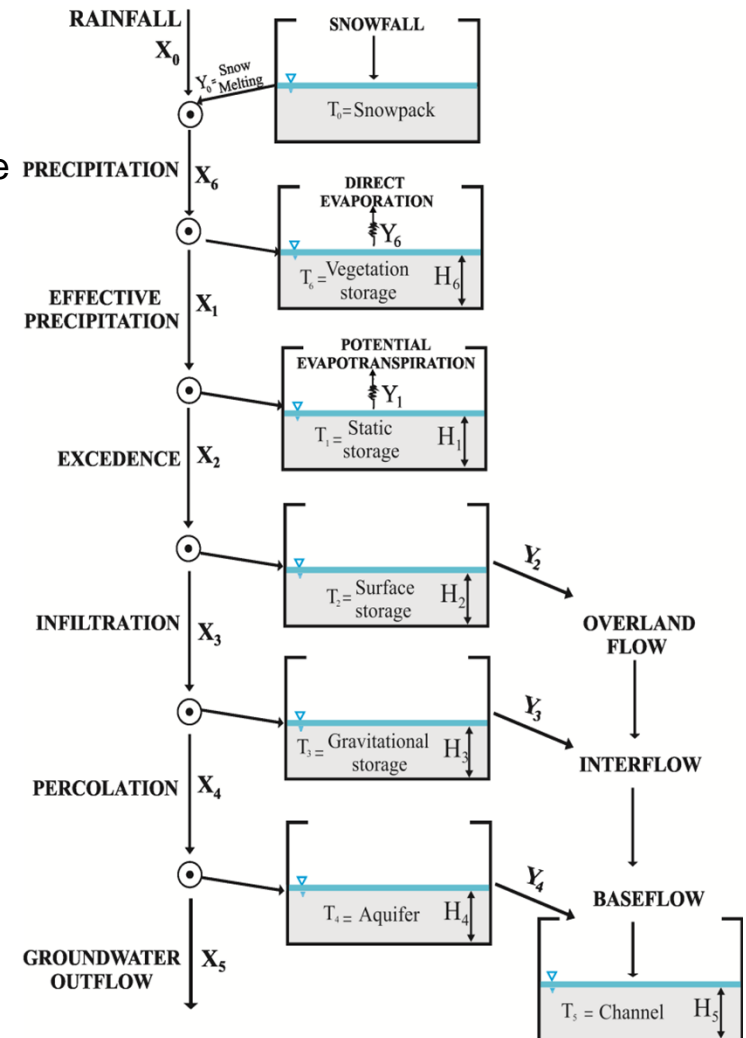 RAINFALL
X₀
SNOWFALL
Y₀= Snow
Melting
T₀=Snowpack
e
PRECIPITATION
X₆
DIRECT
EVAPORATION
Y₆
T₆= Vegetation
storage
H₆
EFFECTIVE
PRECIPITATION
X₁
POTENTIAL
EVAPOTRANSPIRATION
Y₁
T₁= Static
storage
H₁
EXCEDENCE
X₂
T₂= Surface
storage
H₂
Y₂
OVERLAND
FLOW
INFILTRATION
X₃
T₃= Gravitational
storage
H₃
Y₃
INTERFLOW
PERCOLATION
X₄
T₄= Aquifer
H₄
Y₄
BASEFLOW
GROUNDWATER
OUTFLOW
X₅
T₅ = Channel
H₅